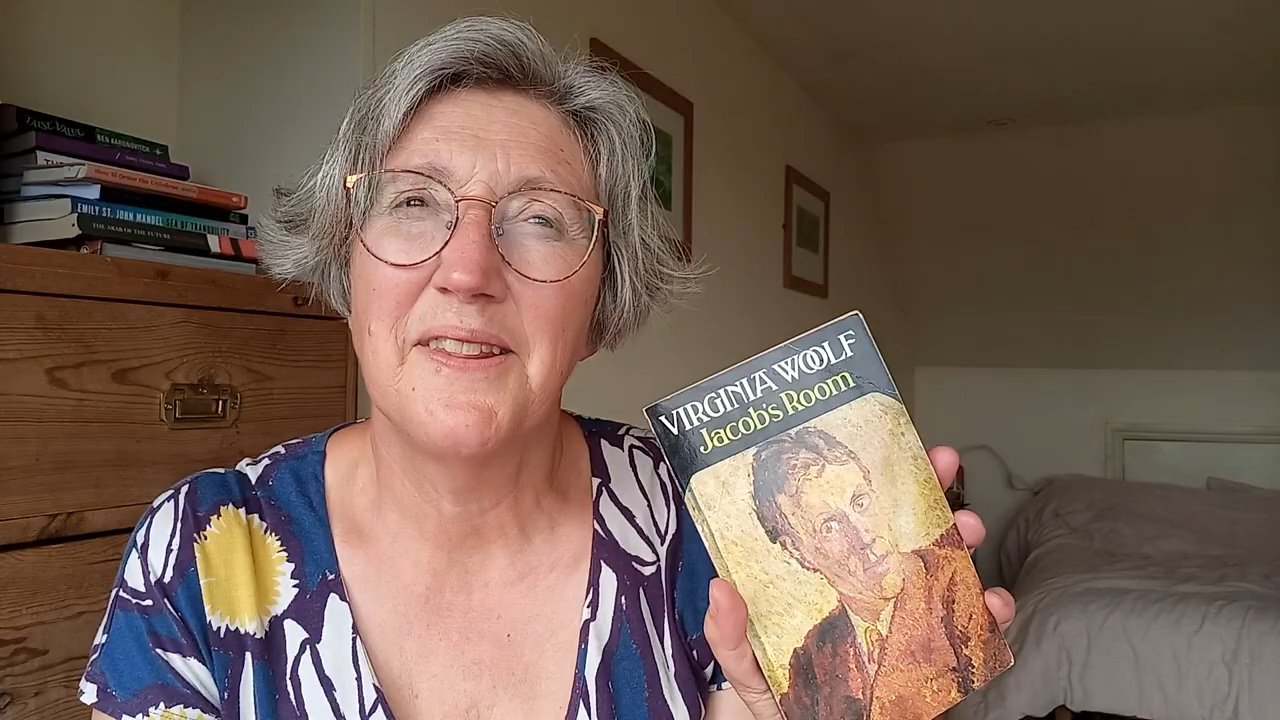 FALSE VALUE
BEN AARONOVITCH
EMILY ST. JOHN MANDEL SEA OF TRANQUILITY
THE ARAB OF THE FUTURE
VIRGINIA WOOLF
Jacob's Room